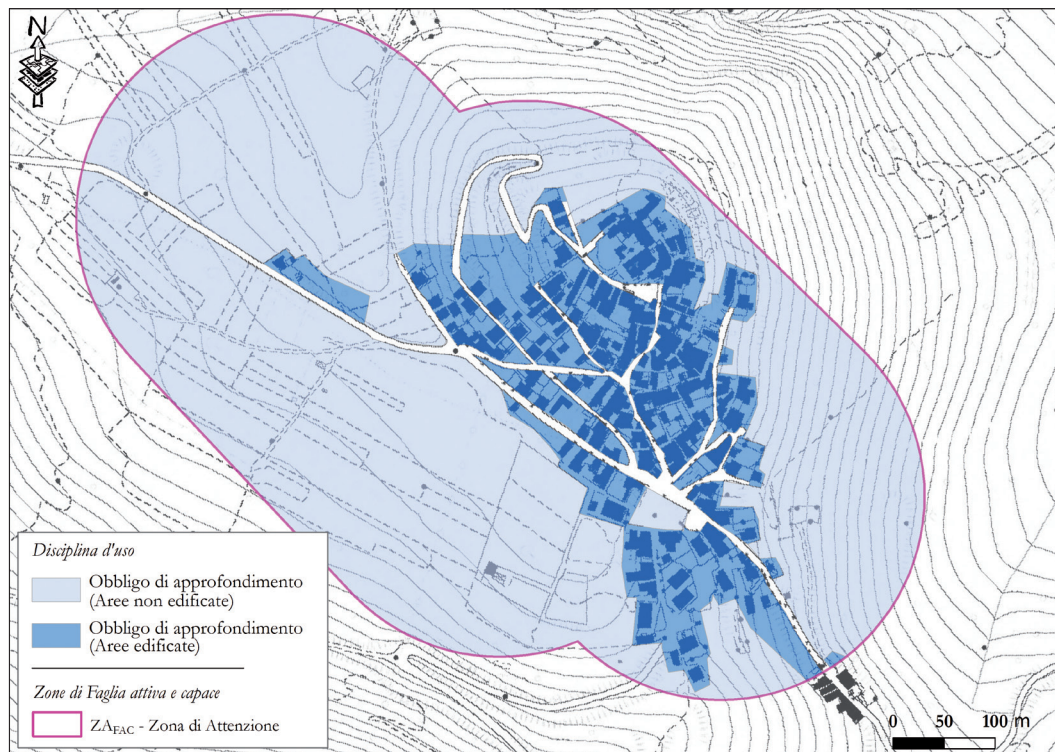 Disciplina d'uso
Obbligo di approfondimento
(Aree non edificate)
Obbligo di approfondimento
(Aree edificate)
Zone di Faglia attiva e capace
ZAFAC - Zona di Attenzione
0 50 100 m
N